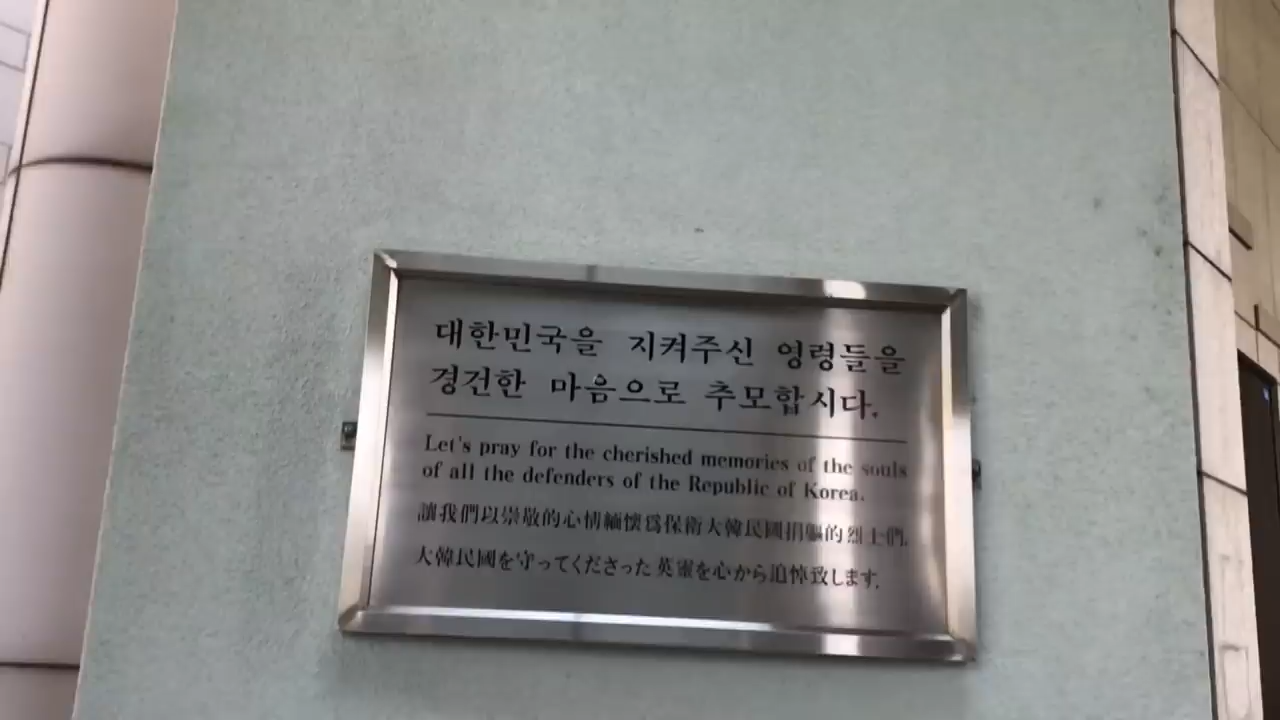 대한민국을 지켜주신 영령들을
경건한 마음으로 추모합시다.
Let's pray for the cherished memories of the souls
of all the defenders of the Republic of Korea.
讓我們以崇敬的心情緬懷爲保衛大韓民國捐軀的烈士們.
大韓民國を守ってくださった英靈を心から追悼致します.